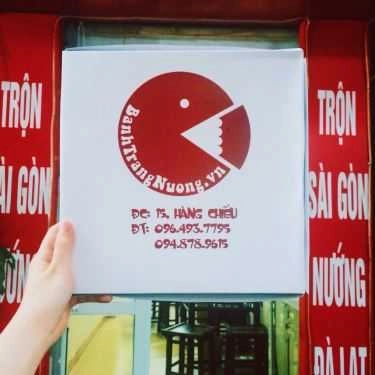 TRỘN
SÀI GÒN
BanhTrangNuong.vn
ĐC: 15, HÀNG CHIẾU
ĐT: 096.493.7795
094.878.9615
TRỘN
SÀI GÒN
NƯỚNG
ĐÀ LẠT